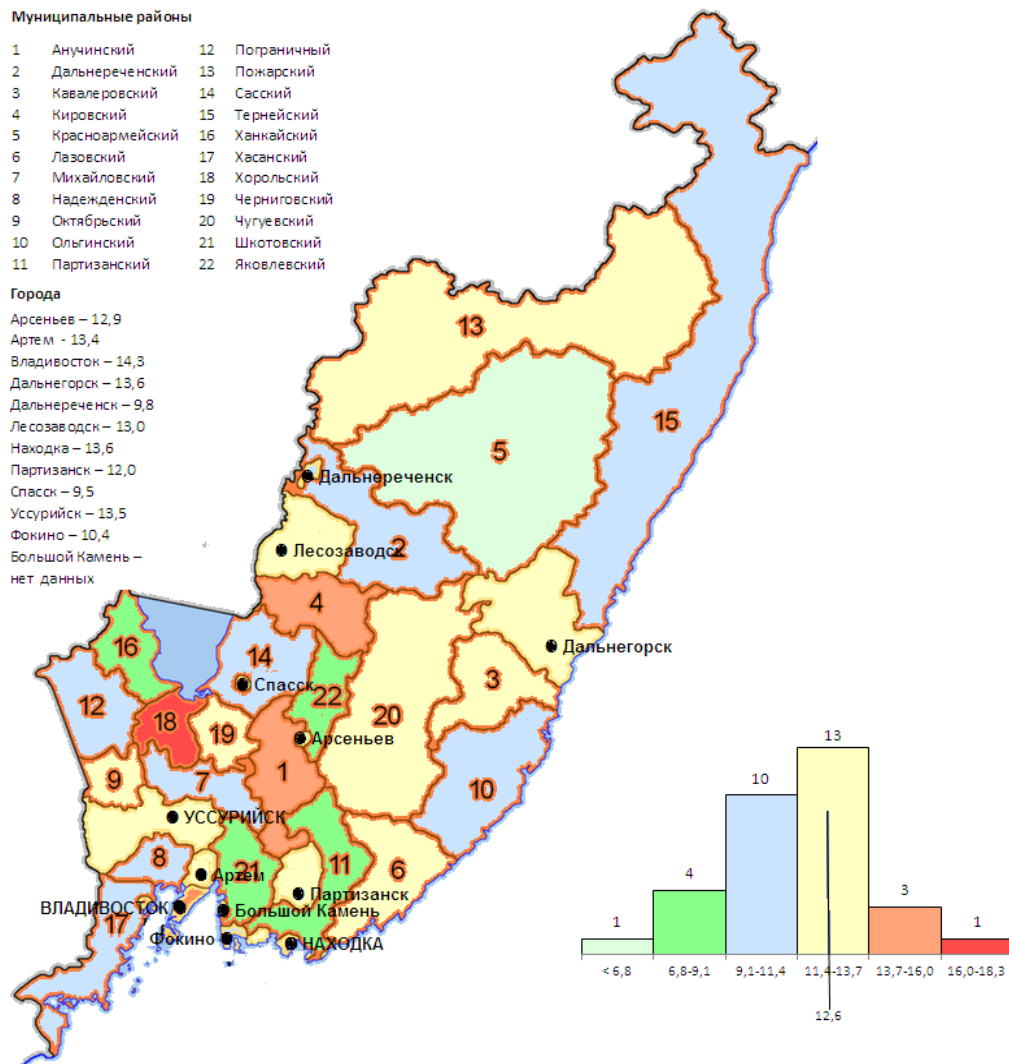 Муниципальные районы
1 Анучинский 12 Пограничный
2 Дальнереченский 13 Пожарский
3 Кавалеровский 14 Сасский
4 Кировский 15 Тернейский
5 Красноармейский 16 Ханкайский
6 Лазовский 17 Хасанский
7 Михайловский 18 Хорольский
8 Надежденский 19 Черниговский
9 Октябрьский 20 Чугуевский
10 Ольгинский 21 Шкотовский
11 Партизанский 22 Яковлевский
Города
Арсеньев – 12,9
Артем - 13,4
Владивосток – 14,3
Дальнегорск – 13,6
Дальнереченск – 9,8
Лесозаводск – 13,0
Находка – 13,6
Партизанск – 12,0
Спасск – 9,5
Уссурийск – 13,5
Фокино – 10,4
Большой Камень –
нет данных
13
15
5
Дальнереченск
Лесозаводск
2
4
16
14
Дальнегорск
Спасск
3
22
12
18
20
19
Арсеньев
1
9
7
10
УССУРИЙСК
8
21
11
6
Артем
Партизанск
ВЛАДИВОСТОК
Большой Камень
17
Фокино
НАХОДКА
13
10
4
3
1
1
< 6,8
6,8-9,1
9,1-11,4
11,4-13,7
13,7-16,0
16,0-18,3
12,6